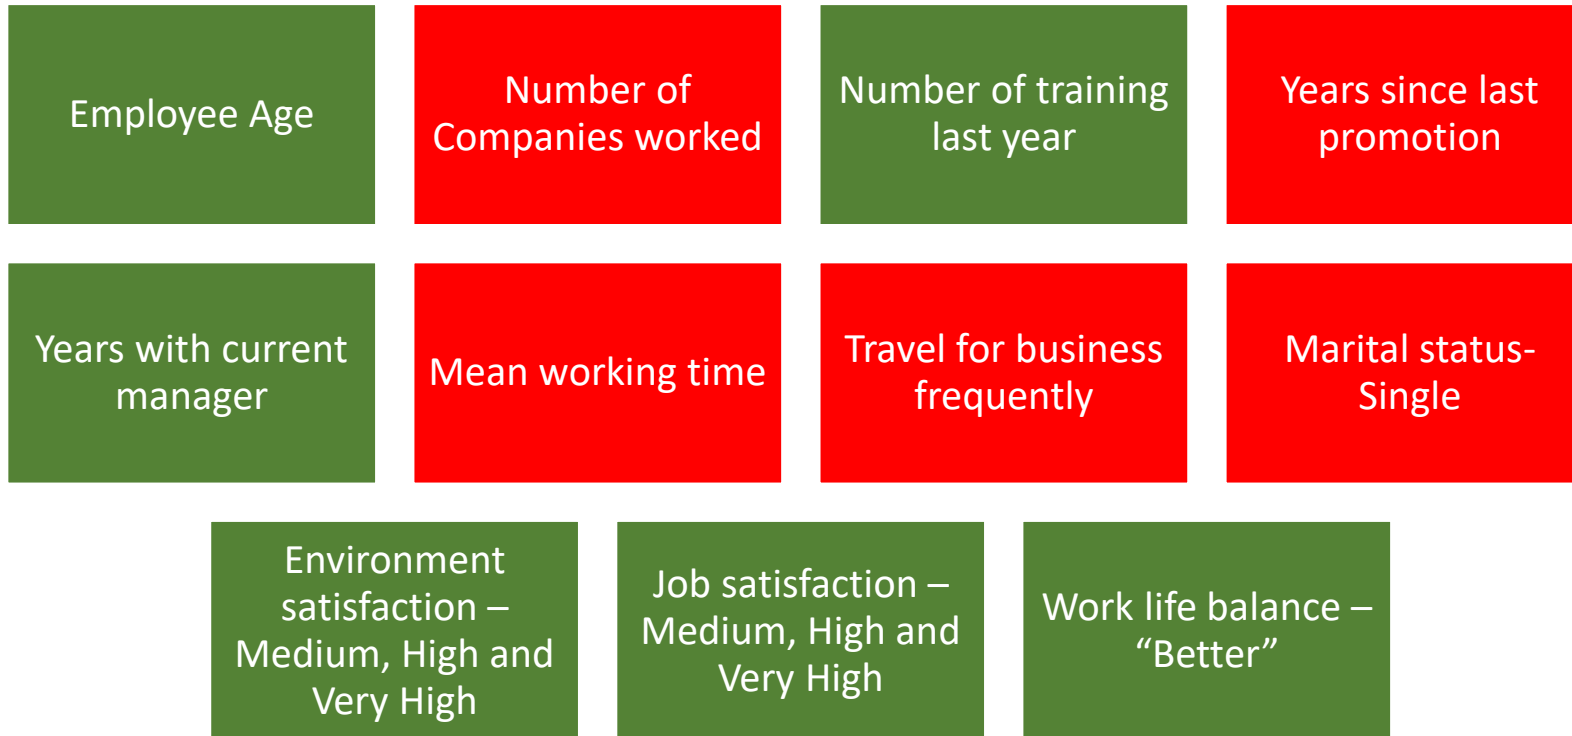 Employee Age
Number of
Companies worked
Number of training
last year
Years since last
promotion
Years with current
manager
Mean working time
Travel for business
frequently
Marital status-
Single
Environment
satisfaction –
Medium, High and
Very High
Job satisfaction –
Medium, High and
Very High
Work life balance –
“Better”